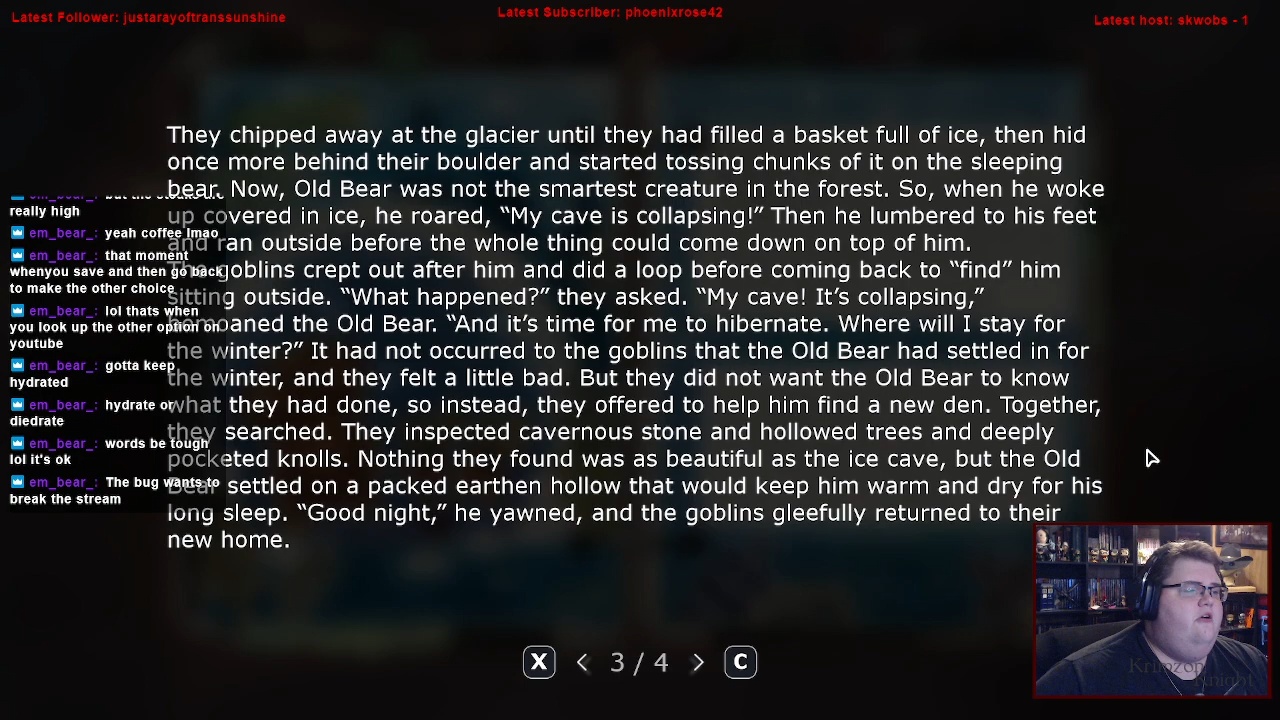 Latest Follower: justarayoftranssunshine
Latest Subscriber: phoenixrose42
Latest host: skwobs - 1
They chipped away at the glacier until they had filled a basket full of ice, then hid
once more behind their boulder and started tossing chunks of it on the sleeping
bear. Now, Old Bear was not the smartest creature in the forest. So, when he woke
up covered in ice, he roared, “My cave is collapsing!” Then he lumbered to his feet
and ran outside before the whole thing could come down on top of him.
The goblins crept out after him and did a loop before coming back to “find” him
sitting outside. “What happened?” they asked. “My cave! It’s collapsing,”
bemoaned the Old Bear. “And it’s time for me to hibernate. Where will I stay for
the winter?” It had not occurred to the goblins that the Old Bear had settled in for
the winter, and they felt a little bad. But they did not want the Old Bear to know
what they had done, so instead, they offered to help him find a new den. Together,
they searched. They inspected cavernous stone and hollowed trees and deeply
pocketed knolls. Nothing they found was as beautiful as the ice cave, but the Old
Bear settled on a packed earthen hollow that would keep him warm and dry for his
long sleep. “Good night,” he yawned, and the goblins gleefully returned to their
new home.
em_bear_: but the
really high
em_bear_: yeah coffee lmao
em_bear_: that moment
whenyou save and then go back
to make the other choice
em_bear_: lol thats when
you look up the other option on
youtube
em_bear_: gotta keep
hydrated
em_bear_: hydrate or
diedrate
em_bear_: words be tough
lol it's ok
em_bear_: The bug wants to
break the stream
X < 3 / 4 > C
Krimzon
Knight